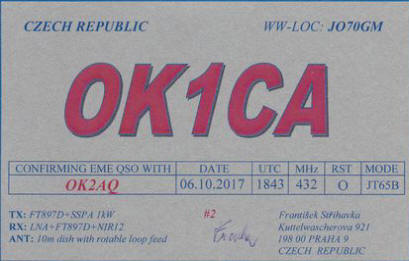 CZECH REPUBLIC WW-LOC: JO70GM
OK1CA
CONFIRMING EME QSO WITH DATE UTC MHz RST MODE
OK2AQ 06.10.2017 1843 432 O JT65B
TX: FT897D+SSPA 1kW
RX: LNA+FT897D+NIR12
ANT: 10m dish with rotable loop feed
#2
František Střihavka
Kuttelwascherova 921
198 00 PRAHA 9
CZECH REPUBLIC